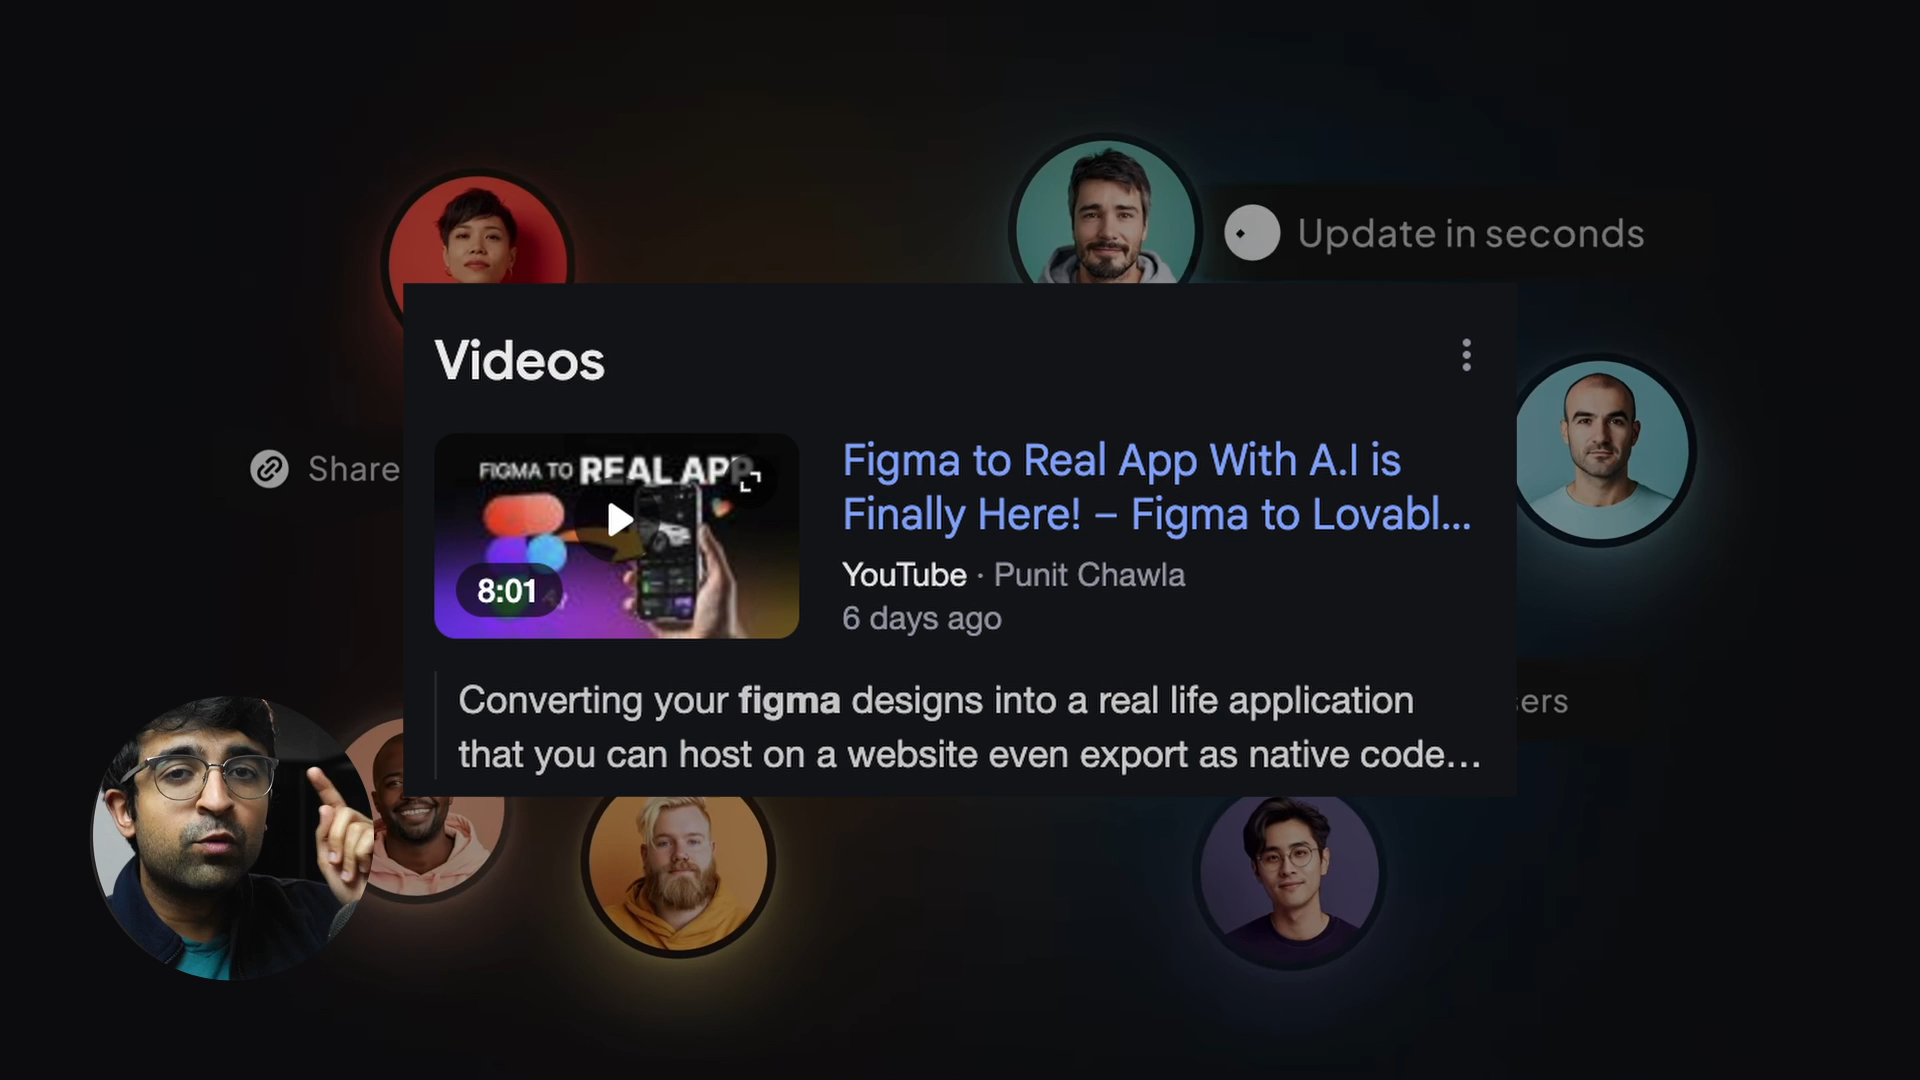 Update in seconds
Videos
Share
FIGMA TO REAL APP
8:01
Figma to Real App With A.I is
Finally Here! – Figma to Lovabl...
YouTube · Punit Chawla
6 days ago
sers
Converting your figma designs into a real life application
that you can host on a website even export as native code...